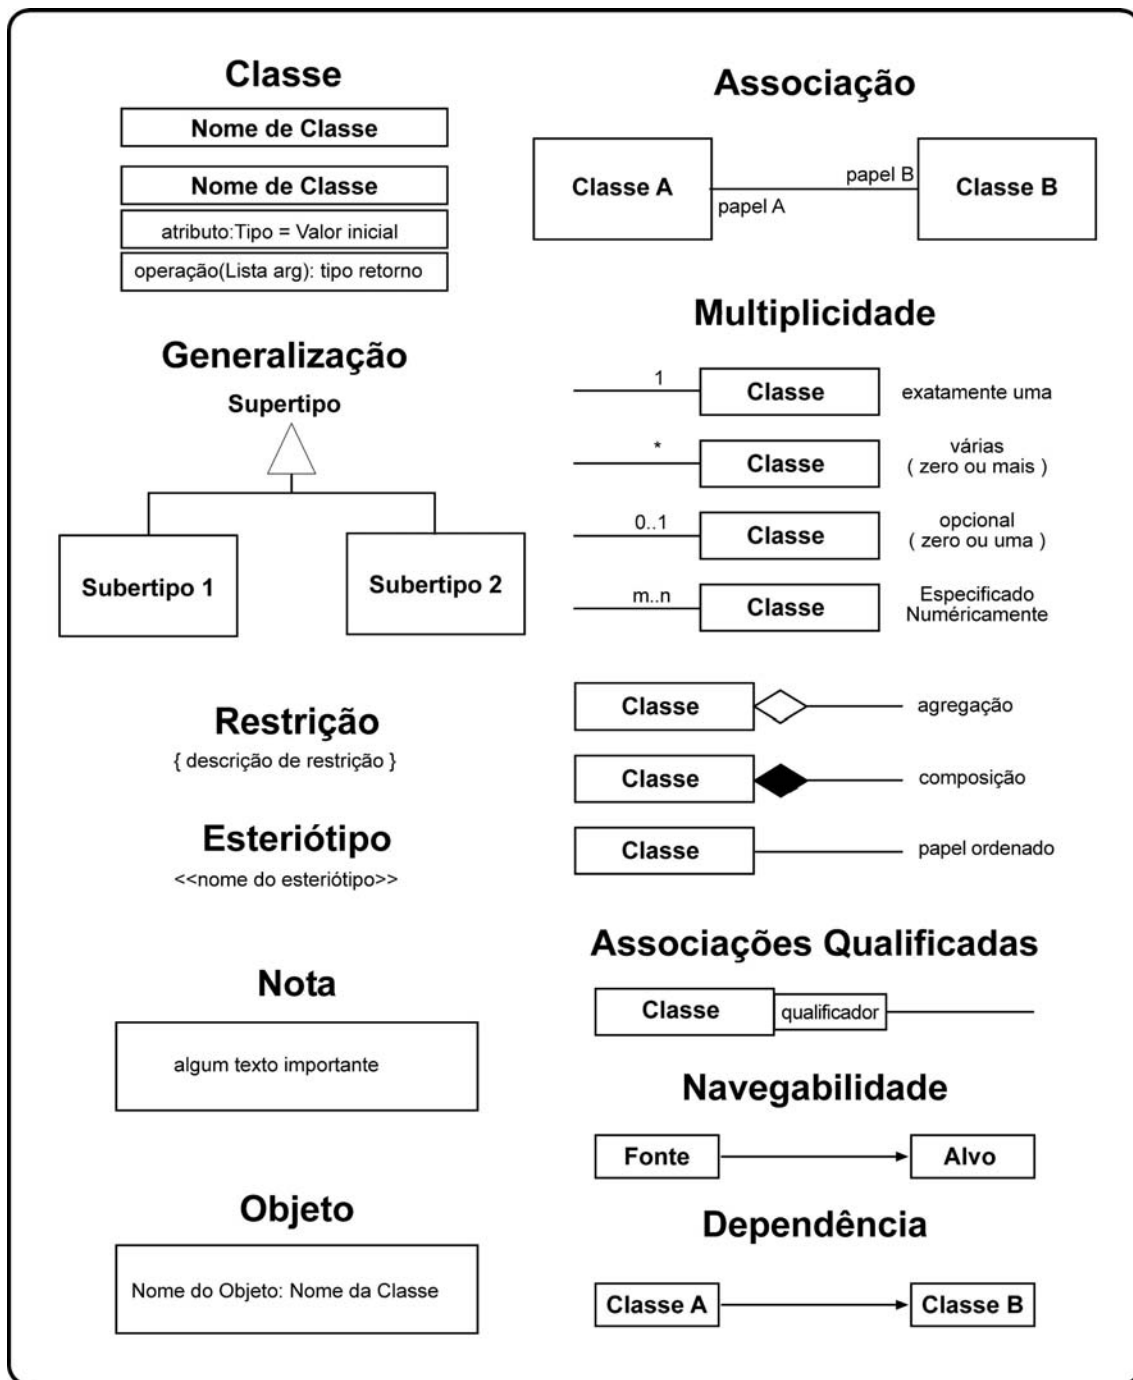 Classe
Nome de Classe
Nome de Classe
atributo:Tipo = Valor inicial
operação(Lista arg): tipo retorno
Generalização
Supertipo
Subertipo 1
Subertipo 2
Restrição
{ descrição de restrição }
Esteriótipo
<<nome do esteriótipo>>
Nota
algum texto importante
Objeto
Nome do Objeto: Nome da Classe
Associação
Classe A
papel B
papel A
Classe B
Multiplicidade
1
Classe
exatamente uma
*
Classe
várias
( zero ou mais )
0..1
Classe
opcional
( zero ou uma )
m..n
Classe
Especificado
Numéricamente
Classe
agregação
Classe
composição
Classe
papel ordenado
Associações Qualificadas
Classe
qualificador
Navegabilidade
Fonte
Alvo
Dependência
Classe A
Classe B